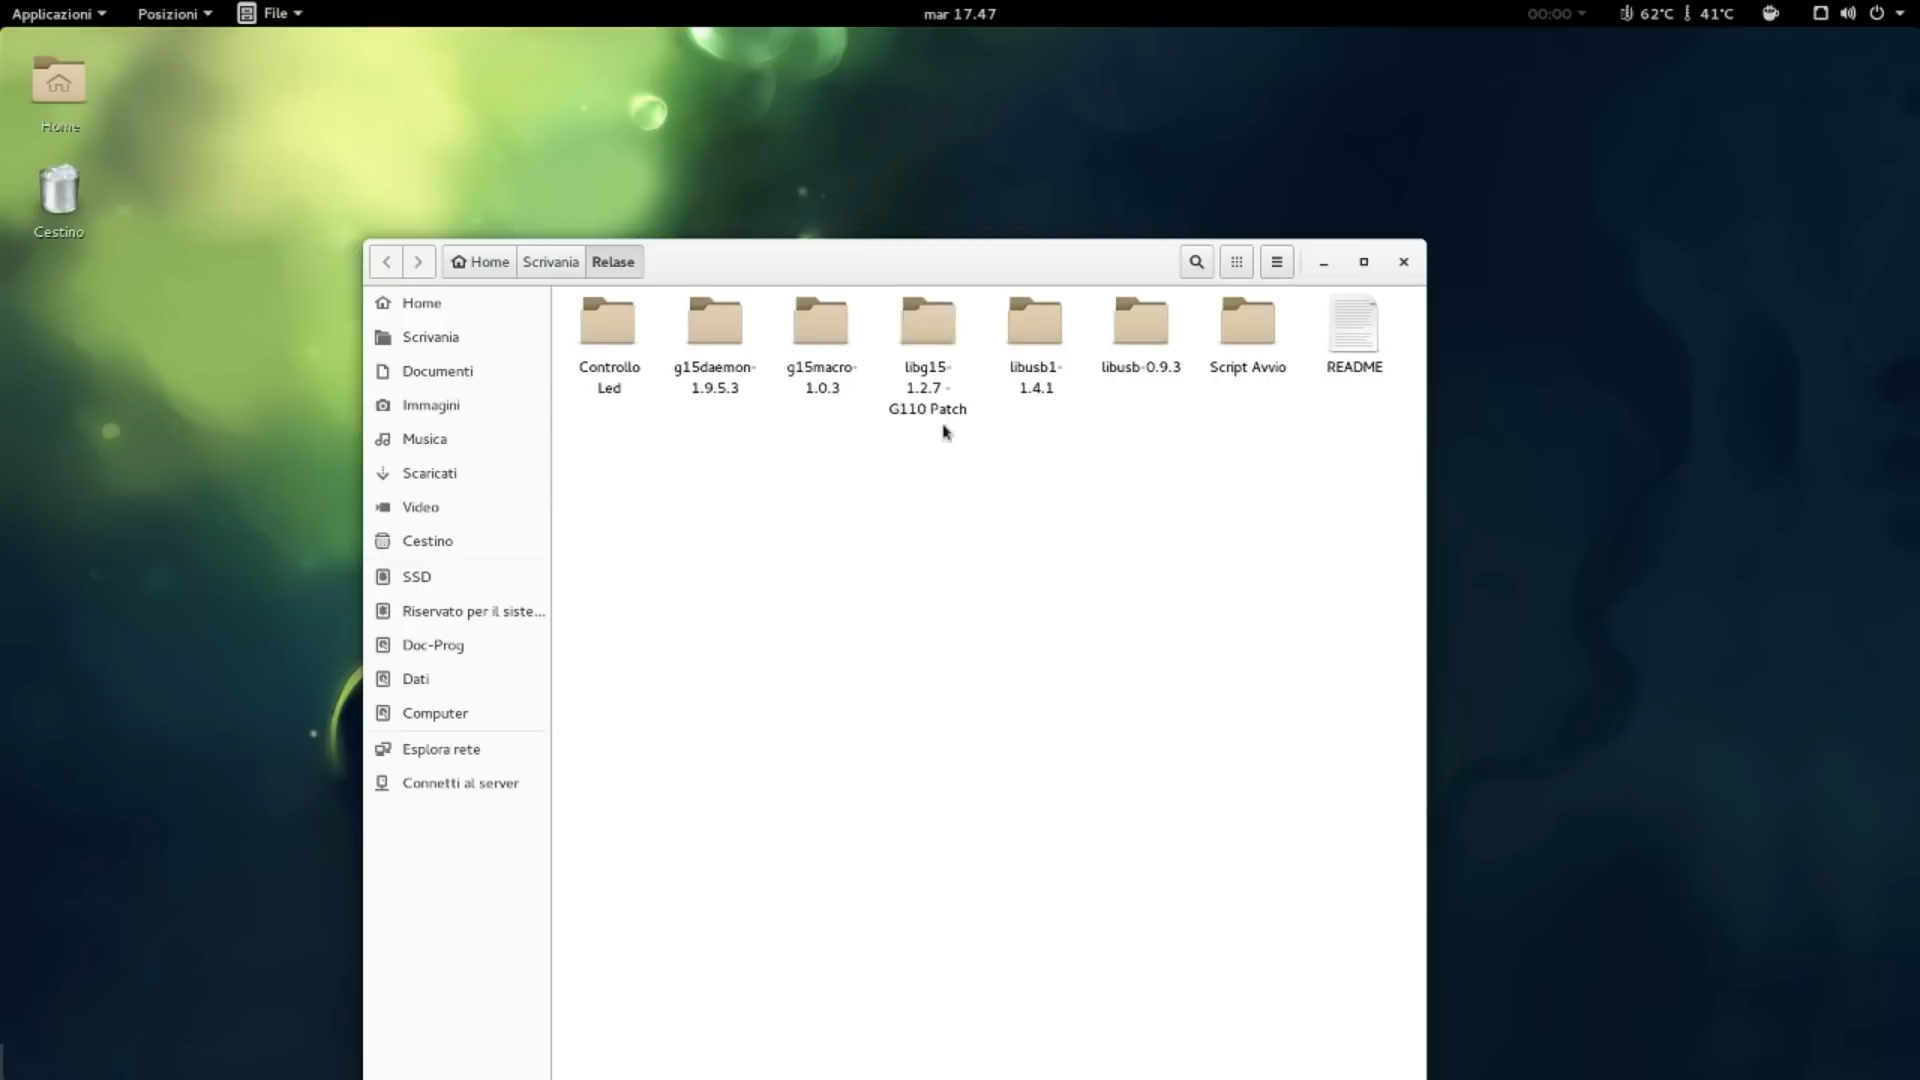 Applicazioni Posizioni File mar 17.47 00:00 62°C 41°C
Home
Cestino
Home Scrivania Relase
Home
Scrivania
Documenti
Immagini
Musica
Scaricati
Video
Cestino
SSD
Riservato per il siste...
Doc-Prog
Dati
Computer
Esplora rete
Connetti al server
Controllo
Led
g15daemon-
1.9.5.3
g15macro-
1.0.3
libg15-
1.2.7 -
G110 Patch
libusb1-
1.4.1
libusb-0.9.3
Script Avvio
README